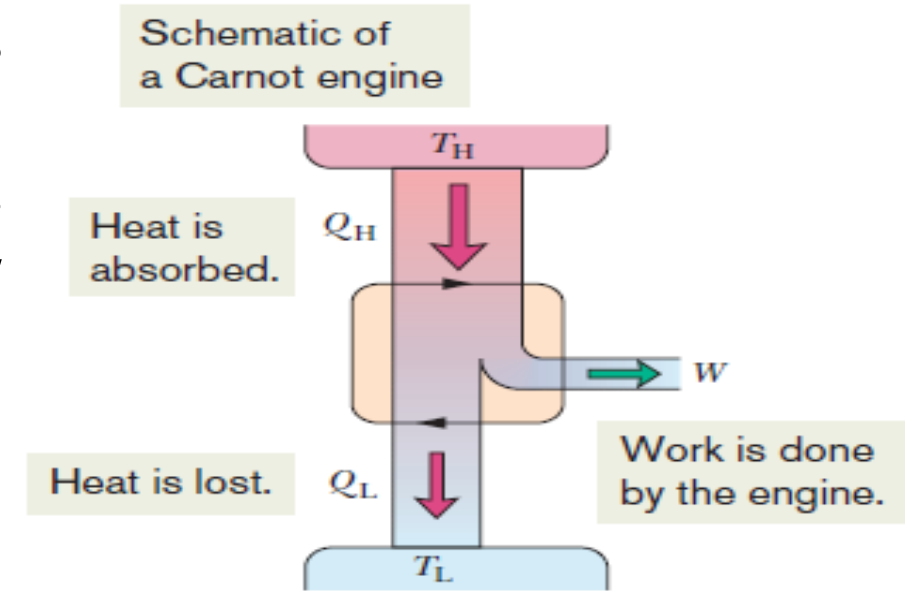 Schematic of
a Carnot engine
T_H
Heat is
absorbed.
Q_H
W
Work is done
by the engine.
Heat is lost.
Q_L
T_L